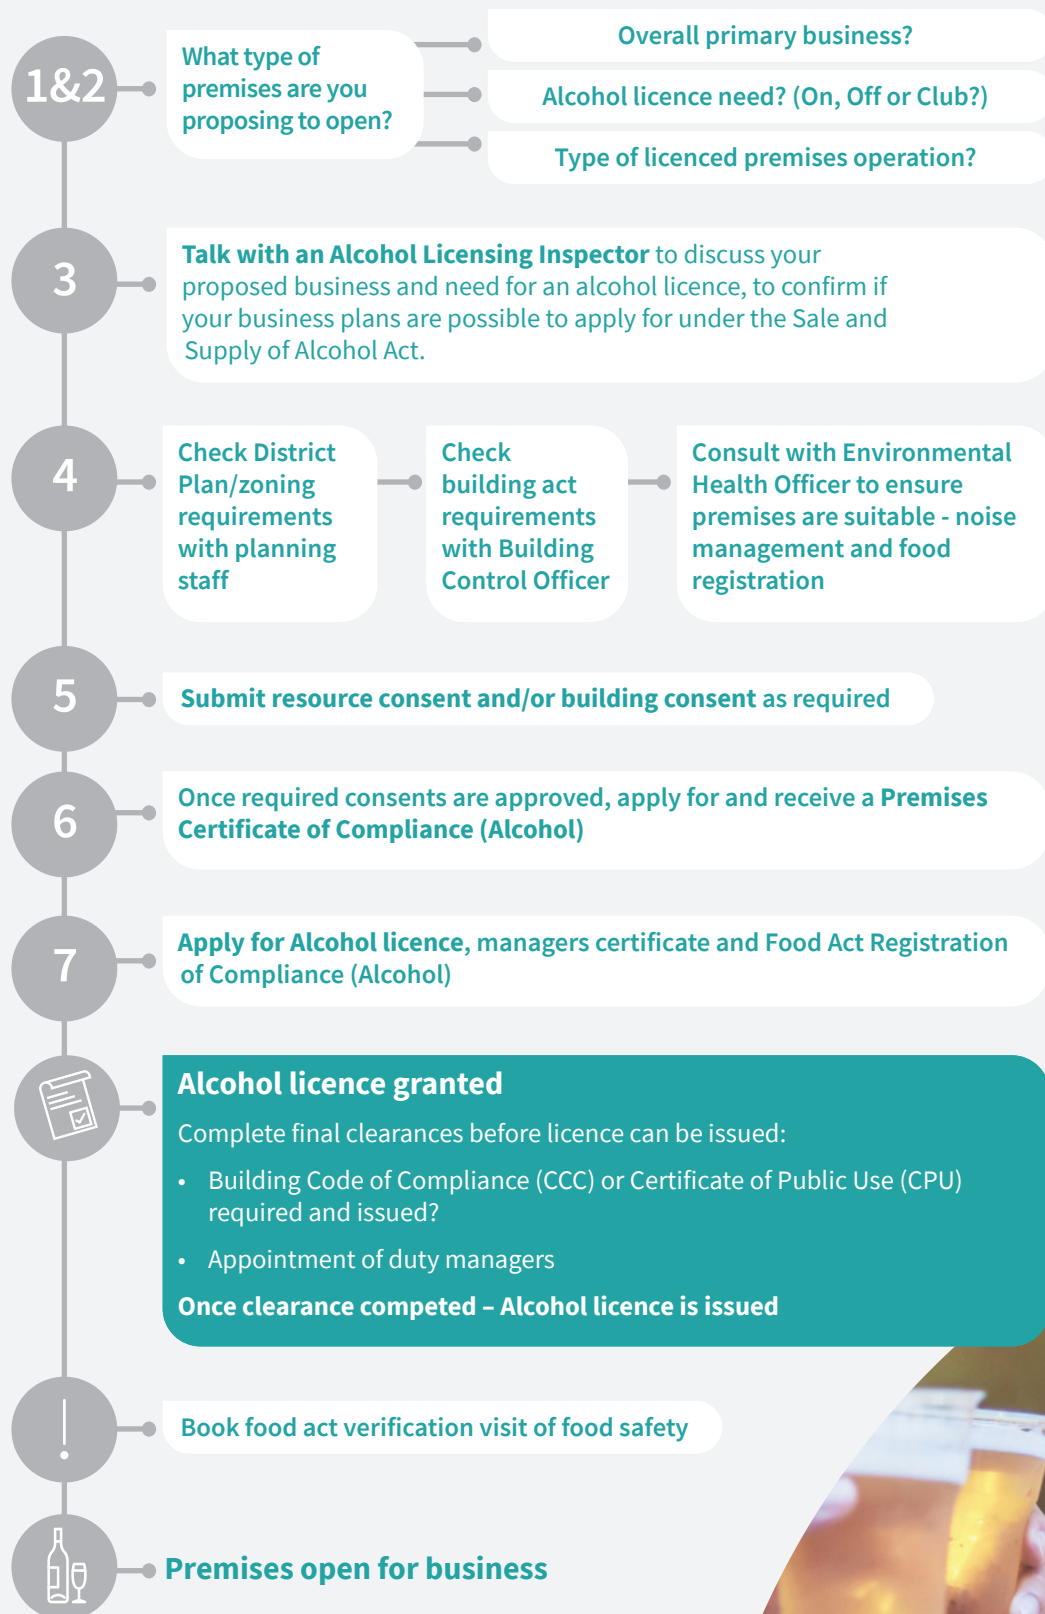 1&2
What type of
premises are you
proposing to open?
Overall primary business?
Alcohol licence need? (On, Off or Club?)
Type of licenced premises operation?
3
Talk with an Alcohol Licensing Inspector to discuss your
proposed business and need for an alcohol licence, to confirm if
your business plans are possible to apply for under the Sale and
Supply of Alcohol Act.
4
Check District
Plan/zoning
requirements
with planning
staff
Check
building act
requirements
with Building
Control Officer
Consult with Environmental
Health Officer to ensure
premises are suitable - noise
management and food
registration
5
Submit resource consent and/or building consent as required
6
Once required consents are approved, apply for and receive a Premises
Certificate of Compliance (Alcohol)
7
Apply for Alcohol licence, managers certificate and Food Act Registration
of Compliance (Alcohol)
Alcohol licence granted
Complete final clearances before licence can be issued:
• Building Code of Compliance (CCC) or Certificate of Public Use (CPU)
required and issued?
• Appointment of duty managers
Once clearance competed – Alcohol licence is issued
!
Book food act verification visit of food safety
Premises open for business